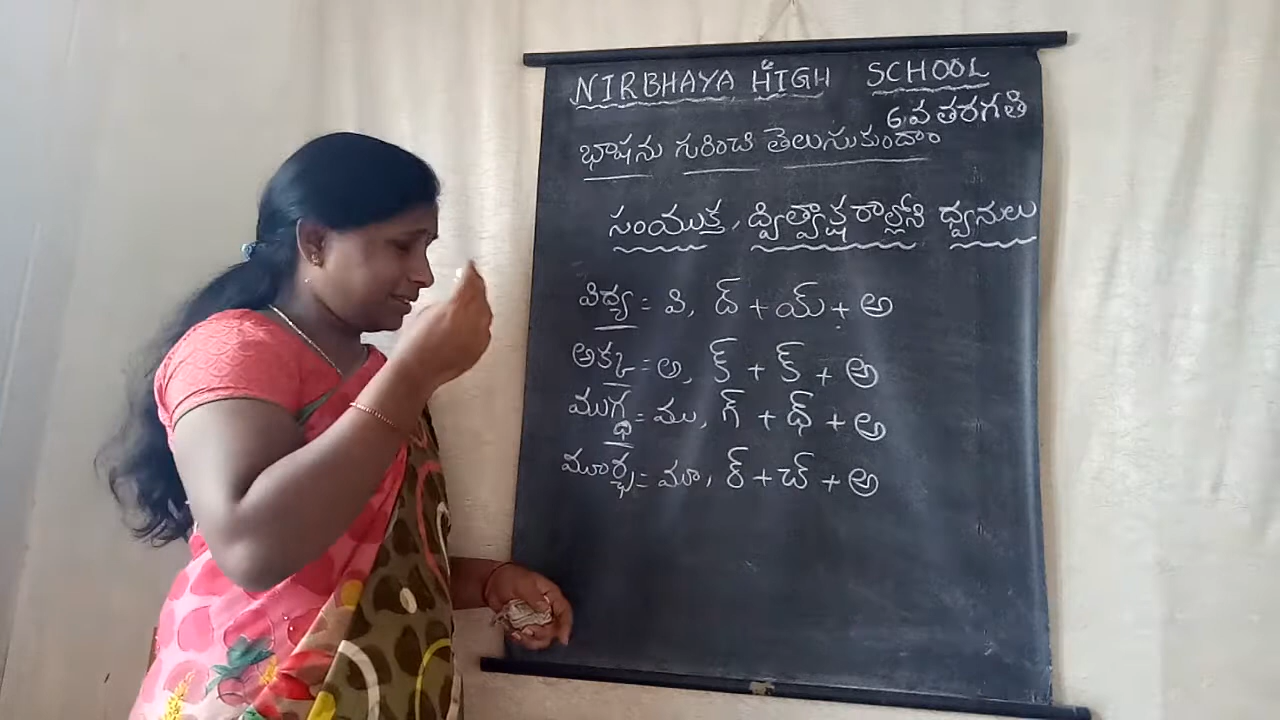 NIRBHAYA HIGH SCHOOL
6వ తరగతి
భాషను గురించి తెలుసుకుందాం
సంయుక్త, ద్విత్వాక్షరాల్లోని ధ్వనులు
విద్య = వి, ద్ + య్ + అ
అక్క = అ, క్ + క్ + అ
ముగ్ధ = ము, గ్ + ధ్ + అ
మూర్ఛ = మూ, ర్ + చ్ + అ